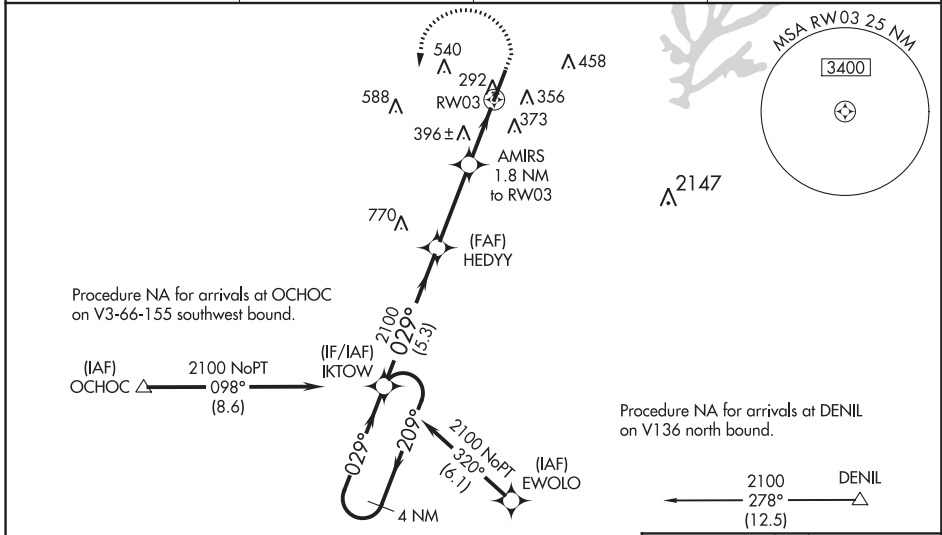 MSA RW03 25 NM
3400
540
458
292
588
RW03
356
396±
373
AMIRS
1.8 NM
to RW03
2147
770
(FAF)
HEDYY
Procedure NA for arrivals at OCHOC
on V3-66-155 southwest bound.
2100
029°
(5.3)
(IF/IAF)
IKTOW
(IAF)
OCHOC
2100 NoPT
098°
(8.6)
029°
209°
4 NM
2100 NoPT
320°
(6.1)
(IAF)
EWOLO
Procedure NA for arrivals at DENIL
on V136 north bound.
2100
278°
(12.5)
DENIL